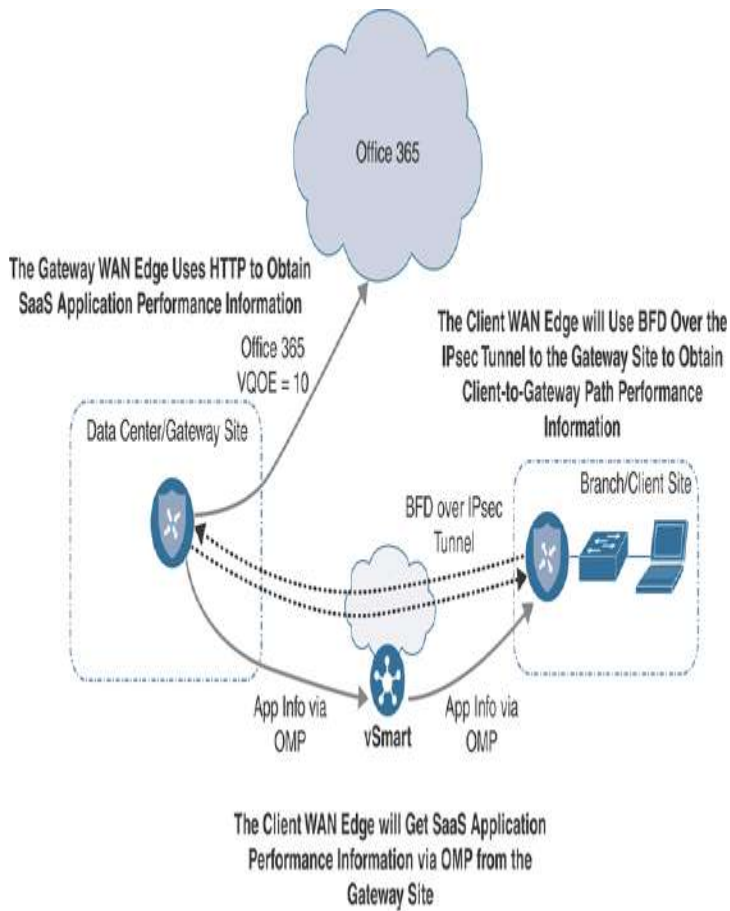 Office 365
The Gateway WAN Edge Uses HTTP to Obtain
SaaS Application Performance Information
Office 365
VQOE = 10
The Client WAN Edge will Use BFD Over the
IPsec Tunnel to the Gateway Site to Obtain
Client-to-Gateway Path Performance
Information
Data Center/Gateway Site
Branch/Client Site
BFD over IPsec
Tunnel
App Info via
OMP
vSmart
App Info via
OMP
The Client WAN Edge will Get SaaS Application
Performance Information via OMP from the
Gateway Site